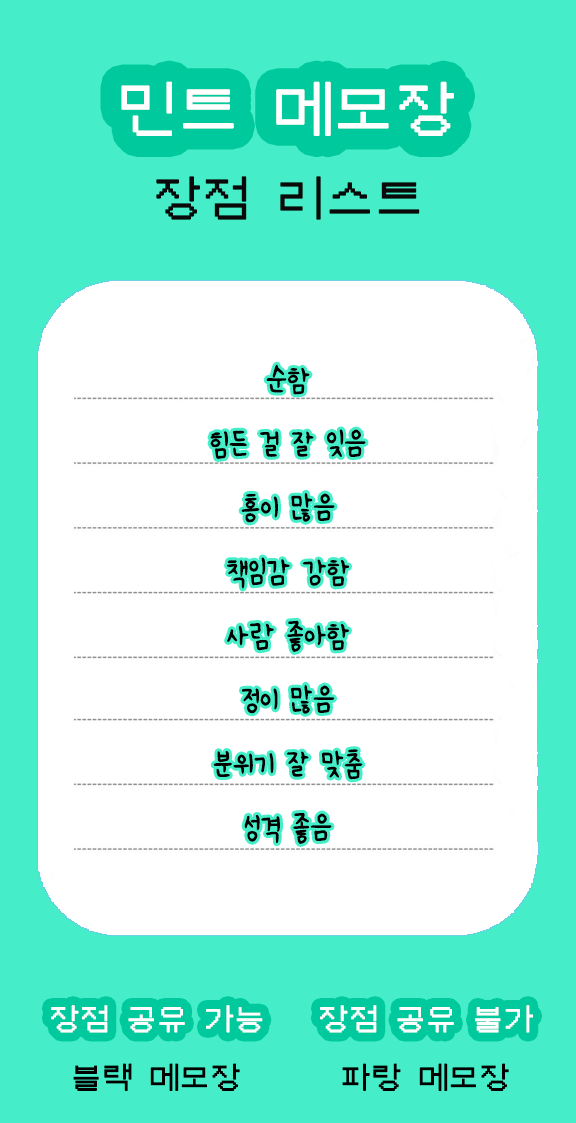 민트 메모장
장점 리스트
순함
힘든 걸 잘 잊음
흥이 많음
책임감 강함
사람 좋아함
정이 많음
분위기 잘 맞춤
성격 좋음
장점 공유 가능 장점 공유 불가
블랙 메모장 파랑 메모장